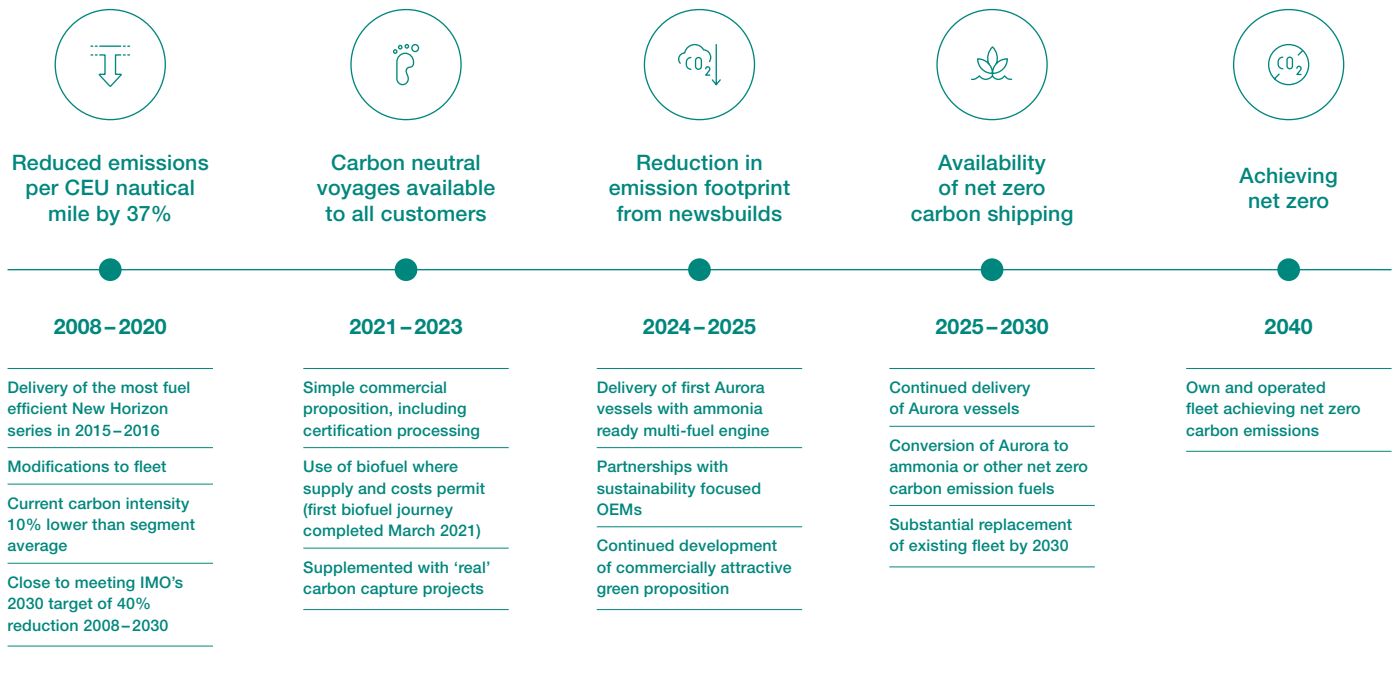 CO2
CO2
Reduced emissions
per CEU nautical
mile by 37%
Carbon neutral
voyages available
to all customers
Reduction in
emission footprint
from newsbuilds
Availability
of net zero
carbon shipping
Achieving
net zero
2008–2020
2021–2023
2024–2025
2025–2030
2040
Delivery of the most fuel
efficient New Horizon
series in 2015–2016
Modifications to fleet
Current carbon intensity
10% lower than segment
average
Close to meeting IMO's
2030 target of 40%
reduction 2008–2030
Simple commercial
proposition, including
certification processing
Use of biofuel where
supply and costs permit
(first biofuel journey
completed March 2021)
Supplemented with ‘real’
carbon capture projects
Delivery of first Aurora
vessels with ammonia
ready multi-fuel engine
Partnerships with
sustainability focused
OEMs
Continued development
of commercially attractive
green proposition
Continued delivery
of Aurora vessels
Conversion of Aurora to
ammonia or other net zero
carbon emission fuels
Substantial replacement
of existing fleet by 2030
Own and operated
fleet achieving net zero
carbon emissions